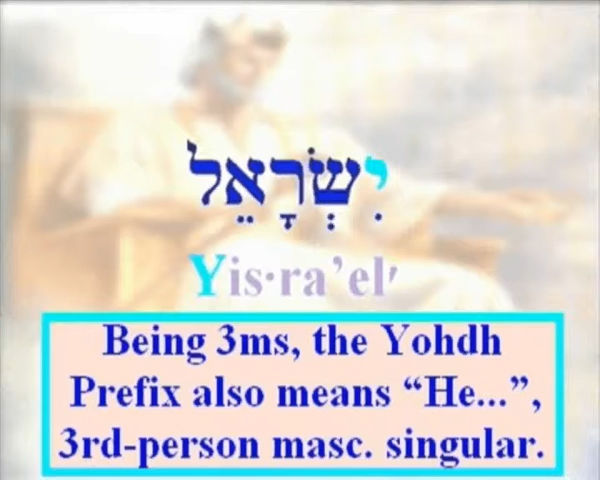 יִשְׂרָאֵל
Yis·ra’el′
Being 3ms, the Yohdh
Prefix also means “He...”,
3rd-person masc. singular.